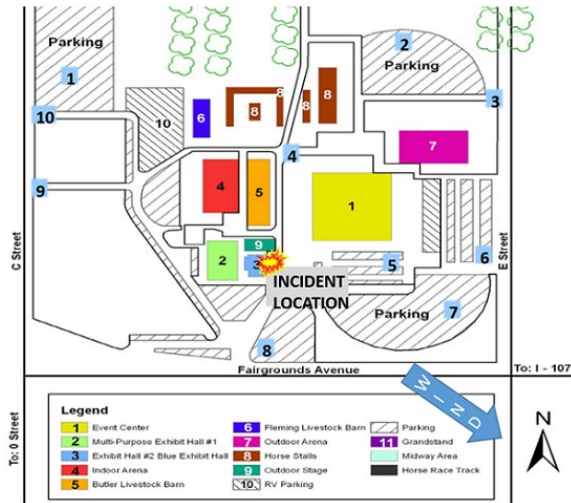 Parking
1
2
Parking
3
10
10
6
8
8
8
8
7
4
9
4
5
1
2
9
3
5
6
INCIDENT
LOCATION
C Street
E Street
Parking
7
8
Fairgrounds Avenue
To: I - 107
WIND
N
To: 0 Street
Legend
1 Event Center
2 Multi-Purpose Exhibit Hall #1
3 Exhibit Hall #2 Blue Exhibit Hall
4 Indoor Arena
5 Butler Livestock Barn
6 Fleming Livestock Barn
7 Outdoor Arena
8 Horse Stalls
9 Outdoor Stage
10 RV Parking
Parking
11 Grandstand
Midway Area
Horse Race Track